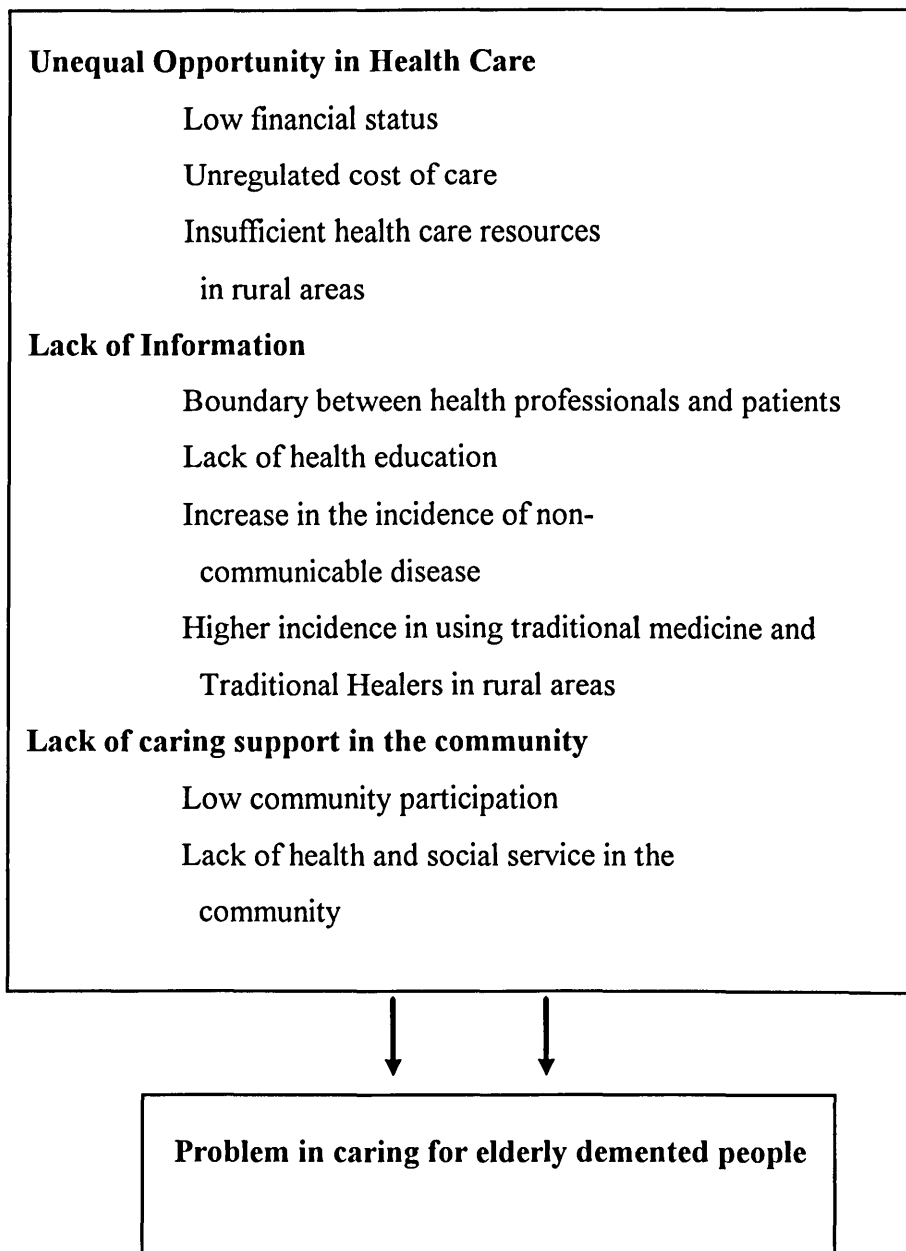 Unequal Opportunity in Health Care
Low financial status
Unregulated cost of care
Insufficient health care resources
in rural areas
Lack of Information
Boundary between health professionals and patients
Lack of health education
Increase in the incidence of non-
communicable disease
Higher incidence in using traditional medicine and
Traditional Healers in rural areas
Lack of caring support in the community
Low community participation
Lack of health and social service in the
community
Problem in caring for elderly demented people